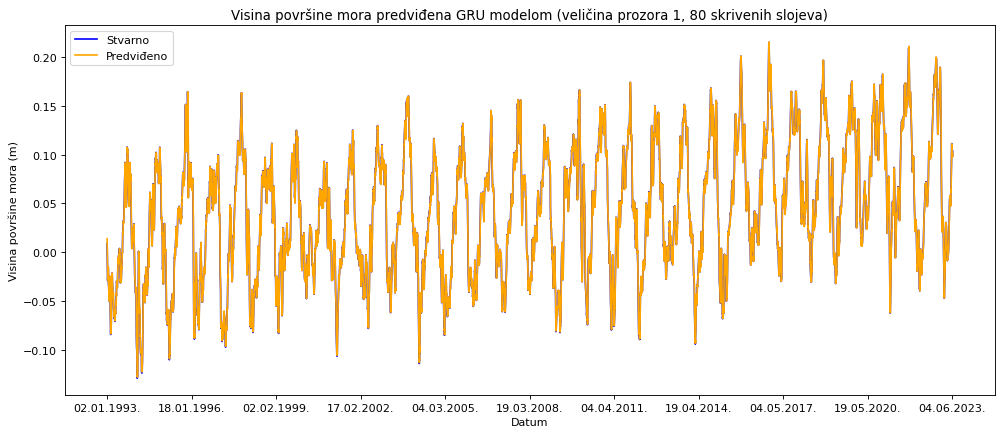 Visina površine mora predviđena GRU modelom (veličina prozora 1, 80 skrivenih slojeva)
Stvarno
Predviđeno
Visina površine mora (m)
0.20
0.15
0.10
0.05
0.00
−0.05
−0.10
02.01.1993. 18.01.1996. 02.02.1999. 17.02.2002. 04.03.2005. 19.03.2008. 04.04.2011. 19.04.2014. 04.05.2017. 19.05.2020. 04.06.2023.
Datum